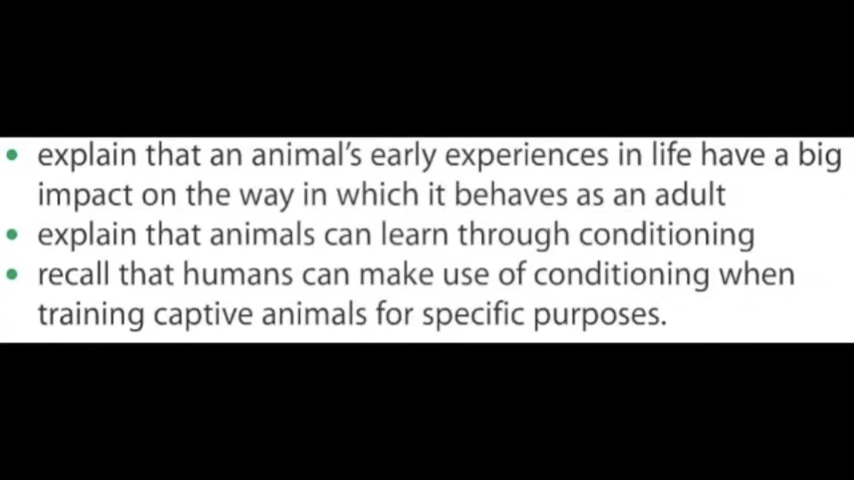 • explain that an animal's early experiences in life have a big
impact on the way in which it behaves as an adult
• explain that animals can learn through conditioning
• recall that humans can make use of conditioning when
training captive animals for specific purposes.